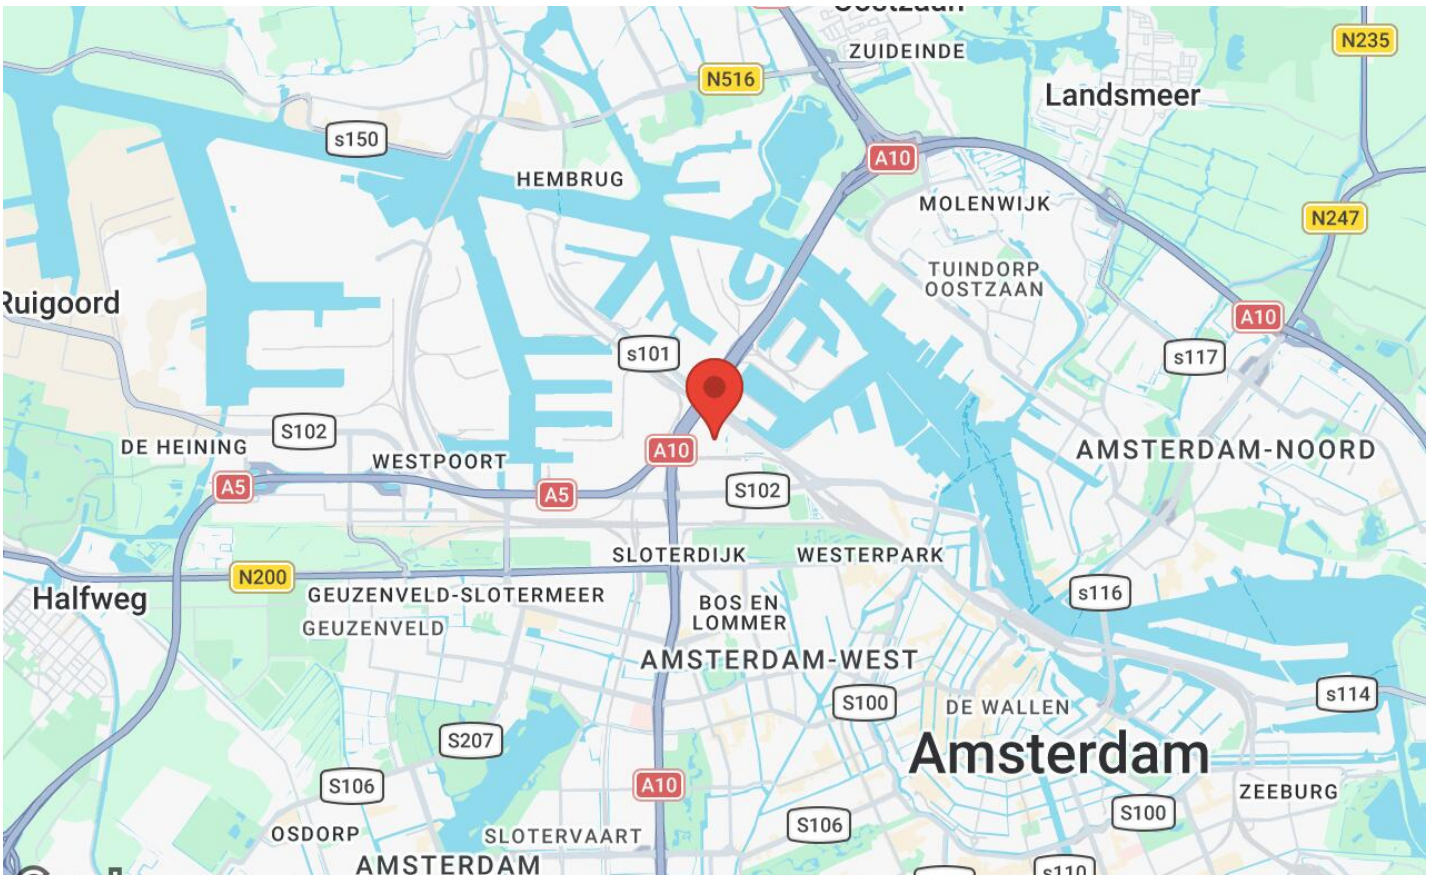 Oostzaan
ZUIDEINDE
N235
N516
Landsmeer
s150
A10
HEMBRUG
MOLENWIJK
N247
TUINDORP
OOSTZAAN
Ruigoord
A10
s101
s117
S102
DE HEINING
WESTPOORT
A10
AMSTERDAM-NOORD
A5
A5
S102
SLOTERDIJK
WESTERPARK
N200
Halfweg
GEUZENVELD-SLOTERMEER
s116
BOS EN
LOMMER
GEUZENVELD
AMSTERDAM-WEST
S100
DE WALLEN
s114
S207
Amsterdam
S106
A10
ZEEBURG
S100
OSDORP
SLOTERVAART
S106
AMSTERDAM
s110